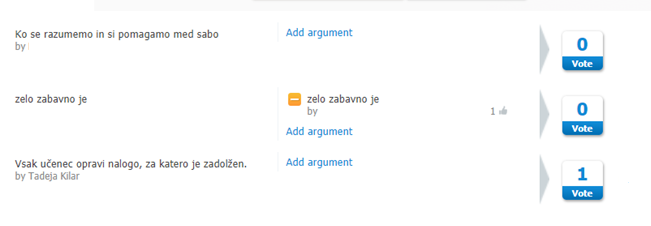 Ko se razumemo in si pomagamo med sabo
Add argument
0
by
Vote
zelo zabavno je
zelo zabavno je
0
by
1
Vote
Add argument
Vsak učenec opravi nalogo, za katero je zadolžen.
Add argument
1
by Tadeja Kilar
Vote